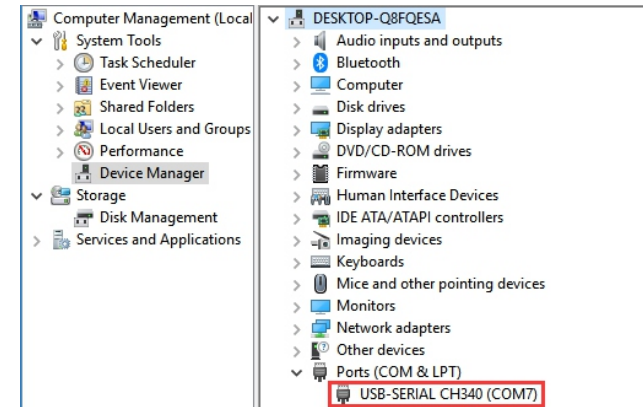 Computer Management (Local
System Tools
Task Scheduler
Event Viewer
Shared Folders
Local Users and Groups
Performance
Device Manager
Storage
Disk Management
Services and Applications
DESKTOP-Q8FQESA
Audio inputs and outputs
Bluetooth
Computer
Disk drives
Display adapters
DVD/CD-ROM drives
Firmware
Human Interface Devices
IDE ATA/ATAPI controllers
Imaging devices
Keyboards
Mice and other pointing devices
Monitors
Network adapters
Other devices
Ports (COM & LPT)
USB-SERIAL CH340 (COM7)